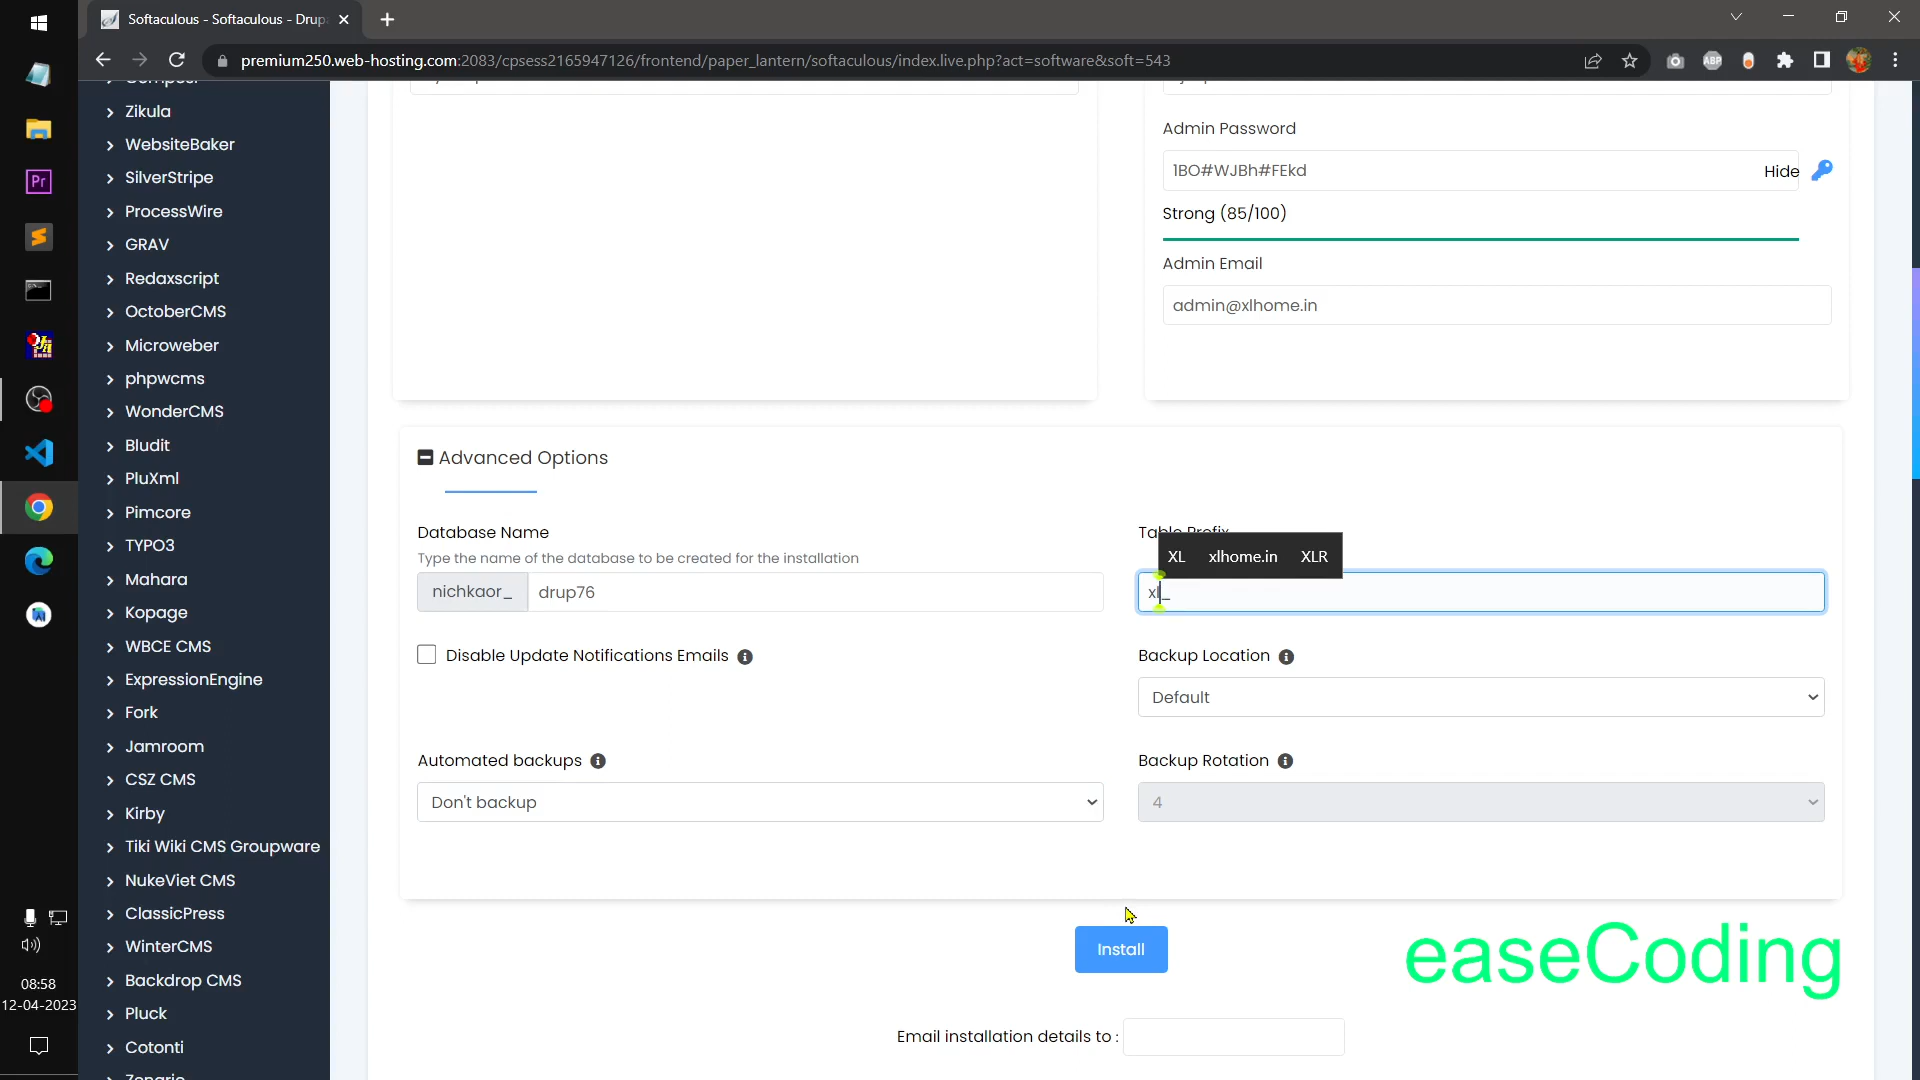 Softaculous - Softaculous - Drup
premium250.web-hosting.com:2083/cpsess2165947126/frontend/paper_lantern/softaculous/index.live.php?act=software&soft=543
ABP
Pr
Zikula
WebsiteBaker
SilverStripe
ProcessWire
GRAV
Redaxscript
OctoberCMS
Microweber
phpwcms
WonderCMS
Bludit
PluXml
Pimcore
TYPO3
Mahara
Kopage
WBCE CMS
ExpressionEngine
Fork
Jamroom
CSZ CMS
Kirby
Tiki Wiki CMS Groupware
NukeViet CMS
ClassicPress
WinterCMS
Backdrop CMS
Pluck
Cotonti
Zenario
Admin Password
1BO#WJBh#FEkd
Hide
Strong (85/100)
Admin Email
admin@xlhome.in
Advanced Options
Database Name
Type the name of the database to be created for the installation
nichkaor_ drup76
Table Prefix
XL xlhome.in XLR
xl_
Disable Update Notifications Emails
Backup Location
Default
Automated backups
Don't backup
Backup Rotation
4
Install
easeCoding
Email installation details to :
08:58
12-04-2023